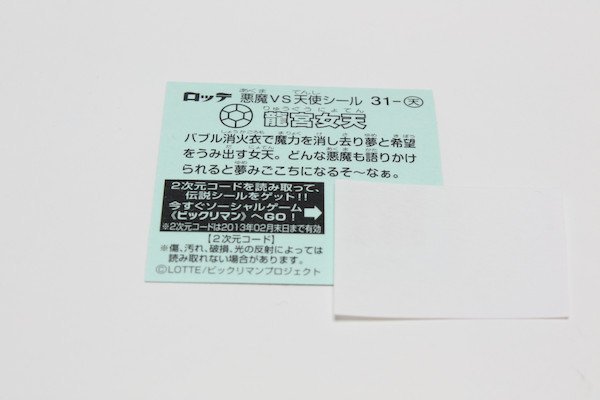 ロッテ 悪魔VS天使シール 31-天
龍宮女天
バブル消火衣で魔力を消し去り夢と希望
をうみ出す女天。どんな悪魔も語りかけ
られると夢みごこちになるそ〜なぁ。
2次元コードを読み取って、
伝説シールをゲット!!
今すぐソーシャルゲーム
《ビックリマン》へGO!
※2次元コードは2013年02月末日まで有効
【2次元コード】
※傷、汚れ、破損、光の反射によっては
読み取れない場合があります。
©LOTTE/ビックリマンプロジェクト